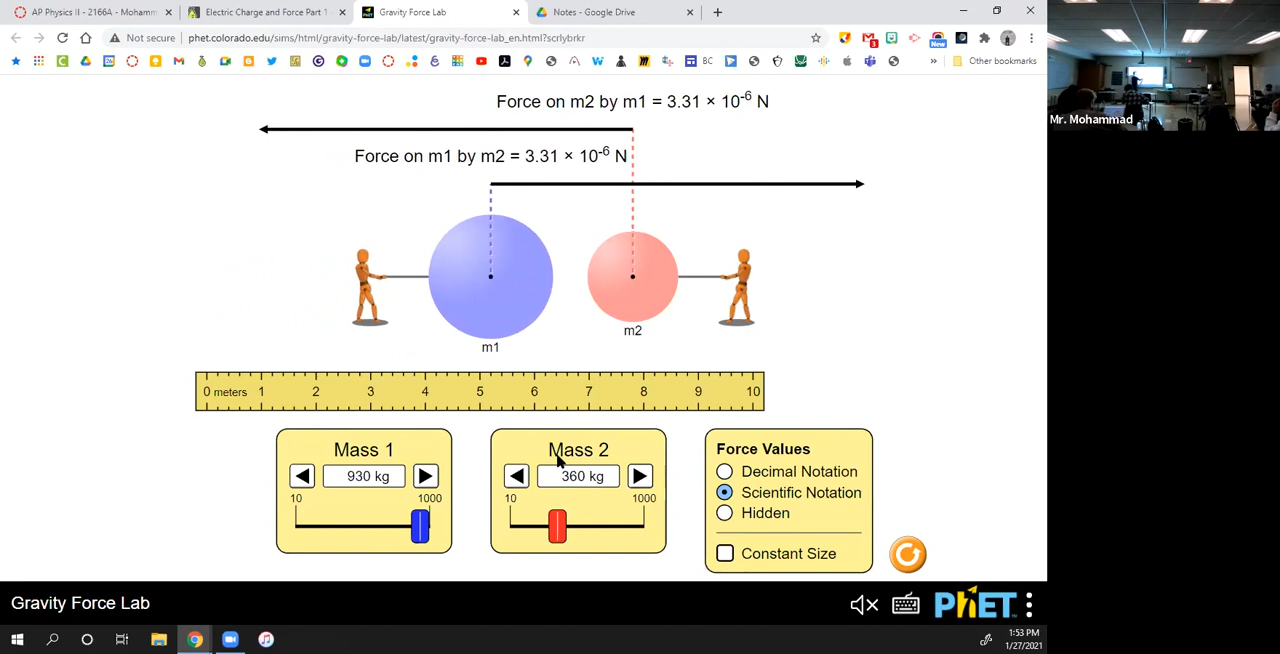 AP Physics II - 2166A - Mohamm
Electric Charge and Force Part 1
Gravity Force Lab
Notes - Google Drive
Not secure
phet.colorado.edu/sims/html/gravity-force-lab/latest/gravity-force-lab_en.html?scrlybrkr
BC
Other bookmarks
New
3
Mr. Mohammad
Force on m2 by m1 = 3.31 × 10⁻⁶ N
Force on m1 by m2 = 3.31 × 10⁻⁶ N
m1
m2
0 meters 1 2 3 4 5 6 7 8 9 10
Mass 1
930 kg
10 1000
Mass 2
360 kg
10 1000
Force Values
Decimal Notation
Scientific Notation
Hidden
Constant Size
Gravity Force Lab
PhET
1:53 PM
1/27/2021